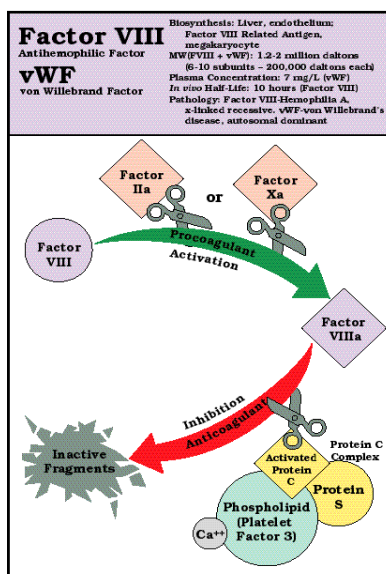 Factor VIII
Antihemophilic Factor
vWF
von Willebrand Factor
Biosynthesis: Liver, endothelium;
Factor VIII Related Antigen,
megakaryocyte
MW(FVIII + vWF): 1.2-2 million daltons
(6-10 subunits – 200,000 daltons each)
Plasma Concentration: 7 mg/L (vWF)
In vivo Half-Life: 10 hours (Factor VIII)
Pathology: Factor VIII-Hemophilia A,
x-linked recessive. vWF-von Willebrand's
disease, autosomal dominant
Factor
IIa
or
Factor
Xa
Factor
VIII
Procoagulant
Activation
Factor
VIIIa
Inhibition
Anticoagulant
Inactive
Fragments
Activated
Protein
C
Protein C
Complex
Protein
S
Phospholipid
(Platelet
Factor 3)
Ca++